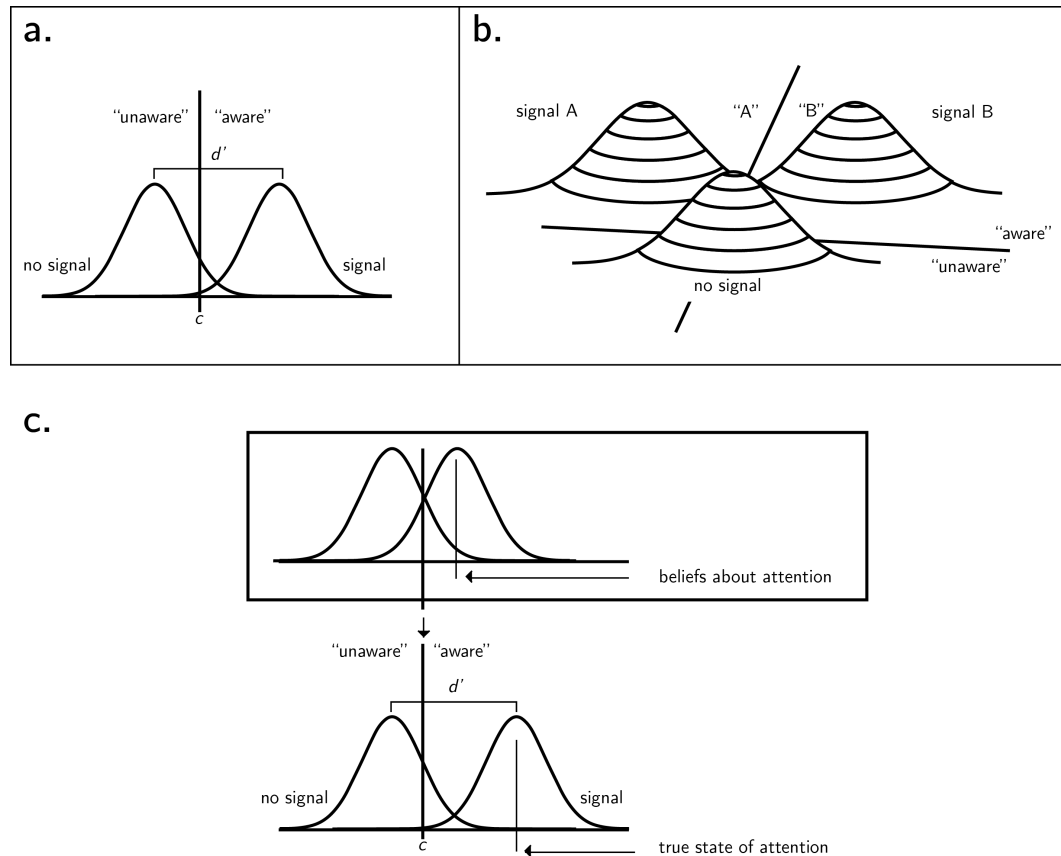 a.
“unaware” “aware”
d’
no signal
signal
c
b.
signal A
“A” “B”
signal B
“aware”
“unaware”
no signal
c.
beliefs about attention
“unaware” “aware”
d’
no signal
signal
c
true state of attention